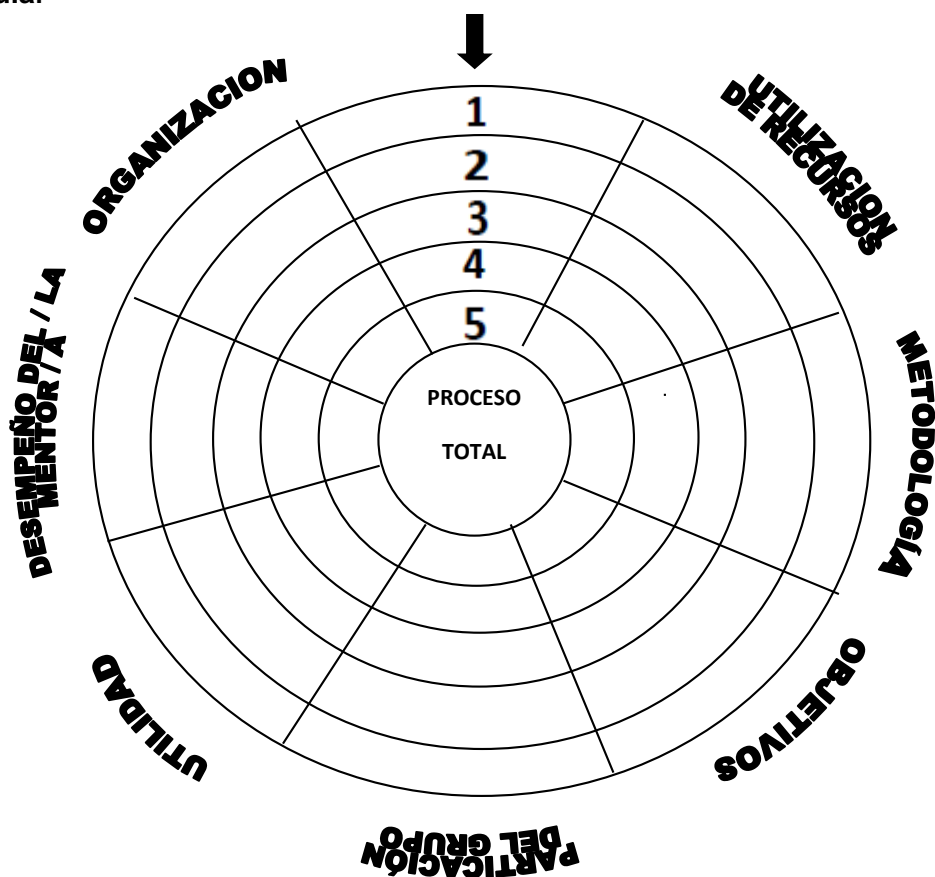 1
2
3
4
5
PROCESO
TOTAL
UTILIZACION
DE RECURSOS
METODOLOGÍA
OBJETIVOS
PARTICACIÓN
DEL GRUPO
UTILIDAD
DESEMPEÑO DEL / LA
MENTOR / A
ORGANIZACION